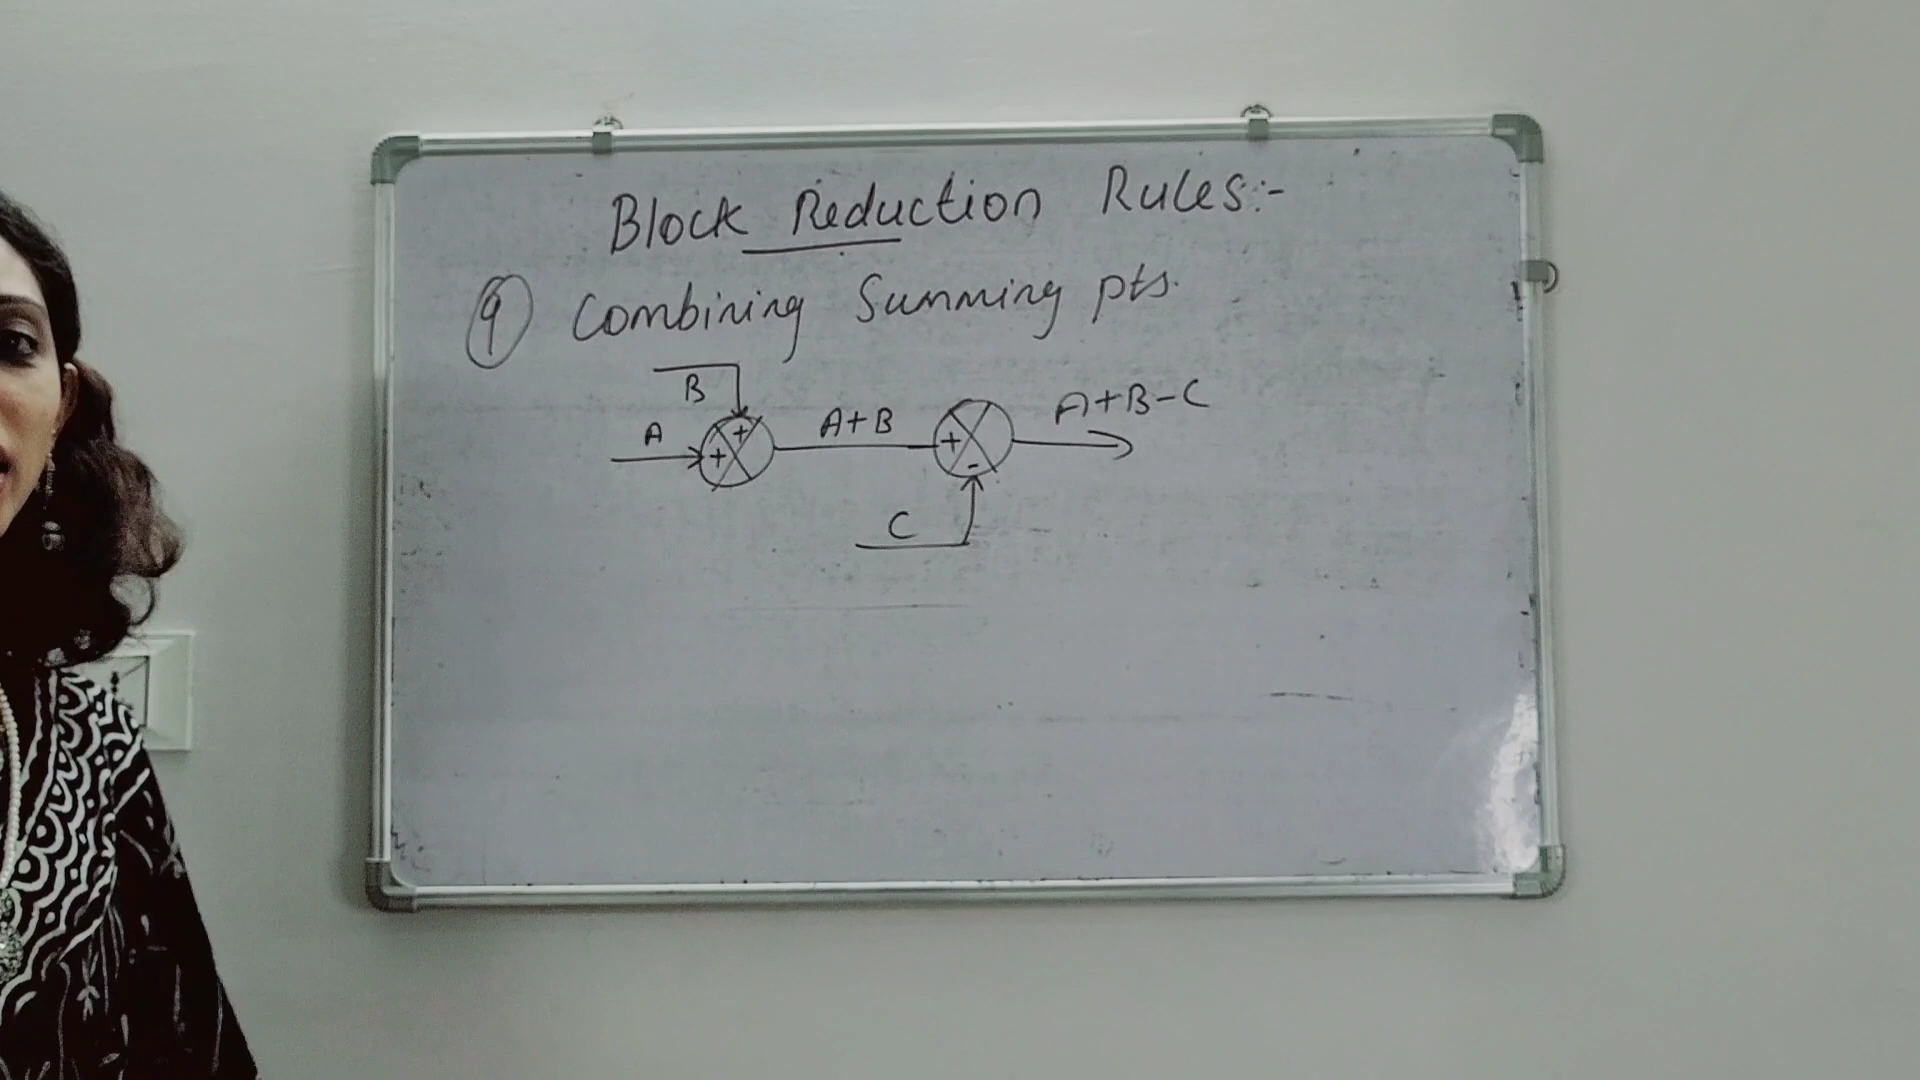 Block Reduction Rules:-
9 Combining Summing pts.
B
A + + A+B + - A+B-C
C